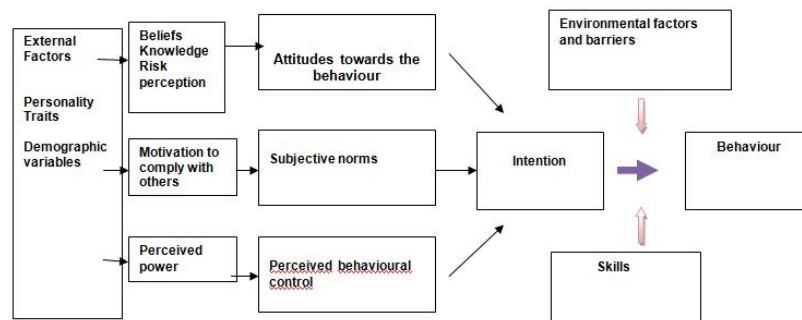 External
Factors
Personality
Traits
Demographic
variables
Beliefs
Knowledge
Risk
perception
Motivation to
comply with
others
Perceived
power
Attitudes towards the
behaviour
Subjective norms
Perceived behavioural
control
Intention
Environmental factors
and barriers
Behaviour
Skills